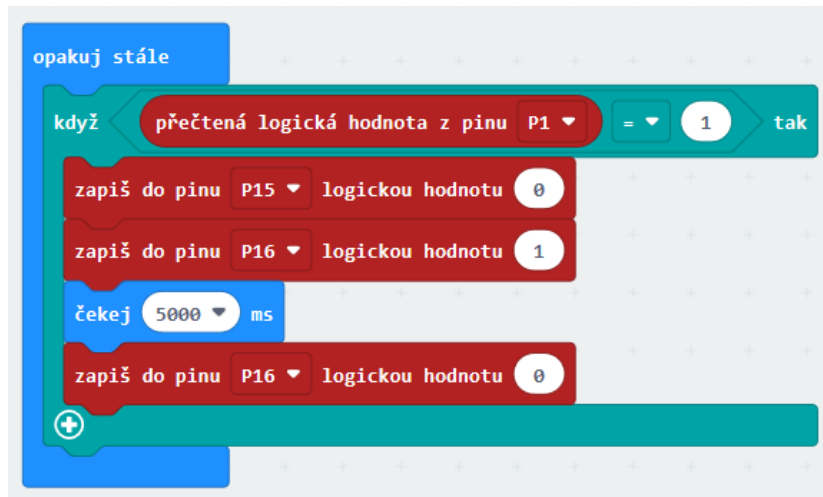 opakuj stále
když přečtená logická hodnota z pinu P1 = 1 tak
zapiš do pinu P15 logickou hodnotu 0
zapiš do pinu P16 logickou hodnotu 1
čekej 5000 ms
zapiš do pinu P16 logickou hodnotu 0